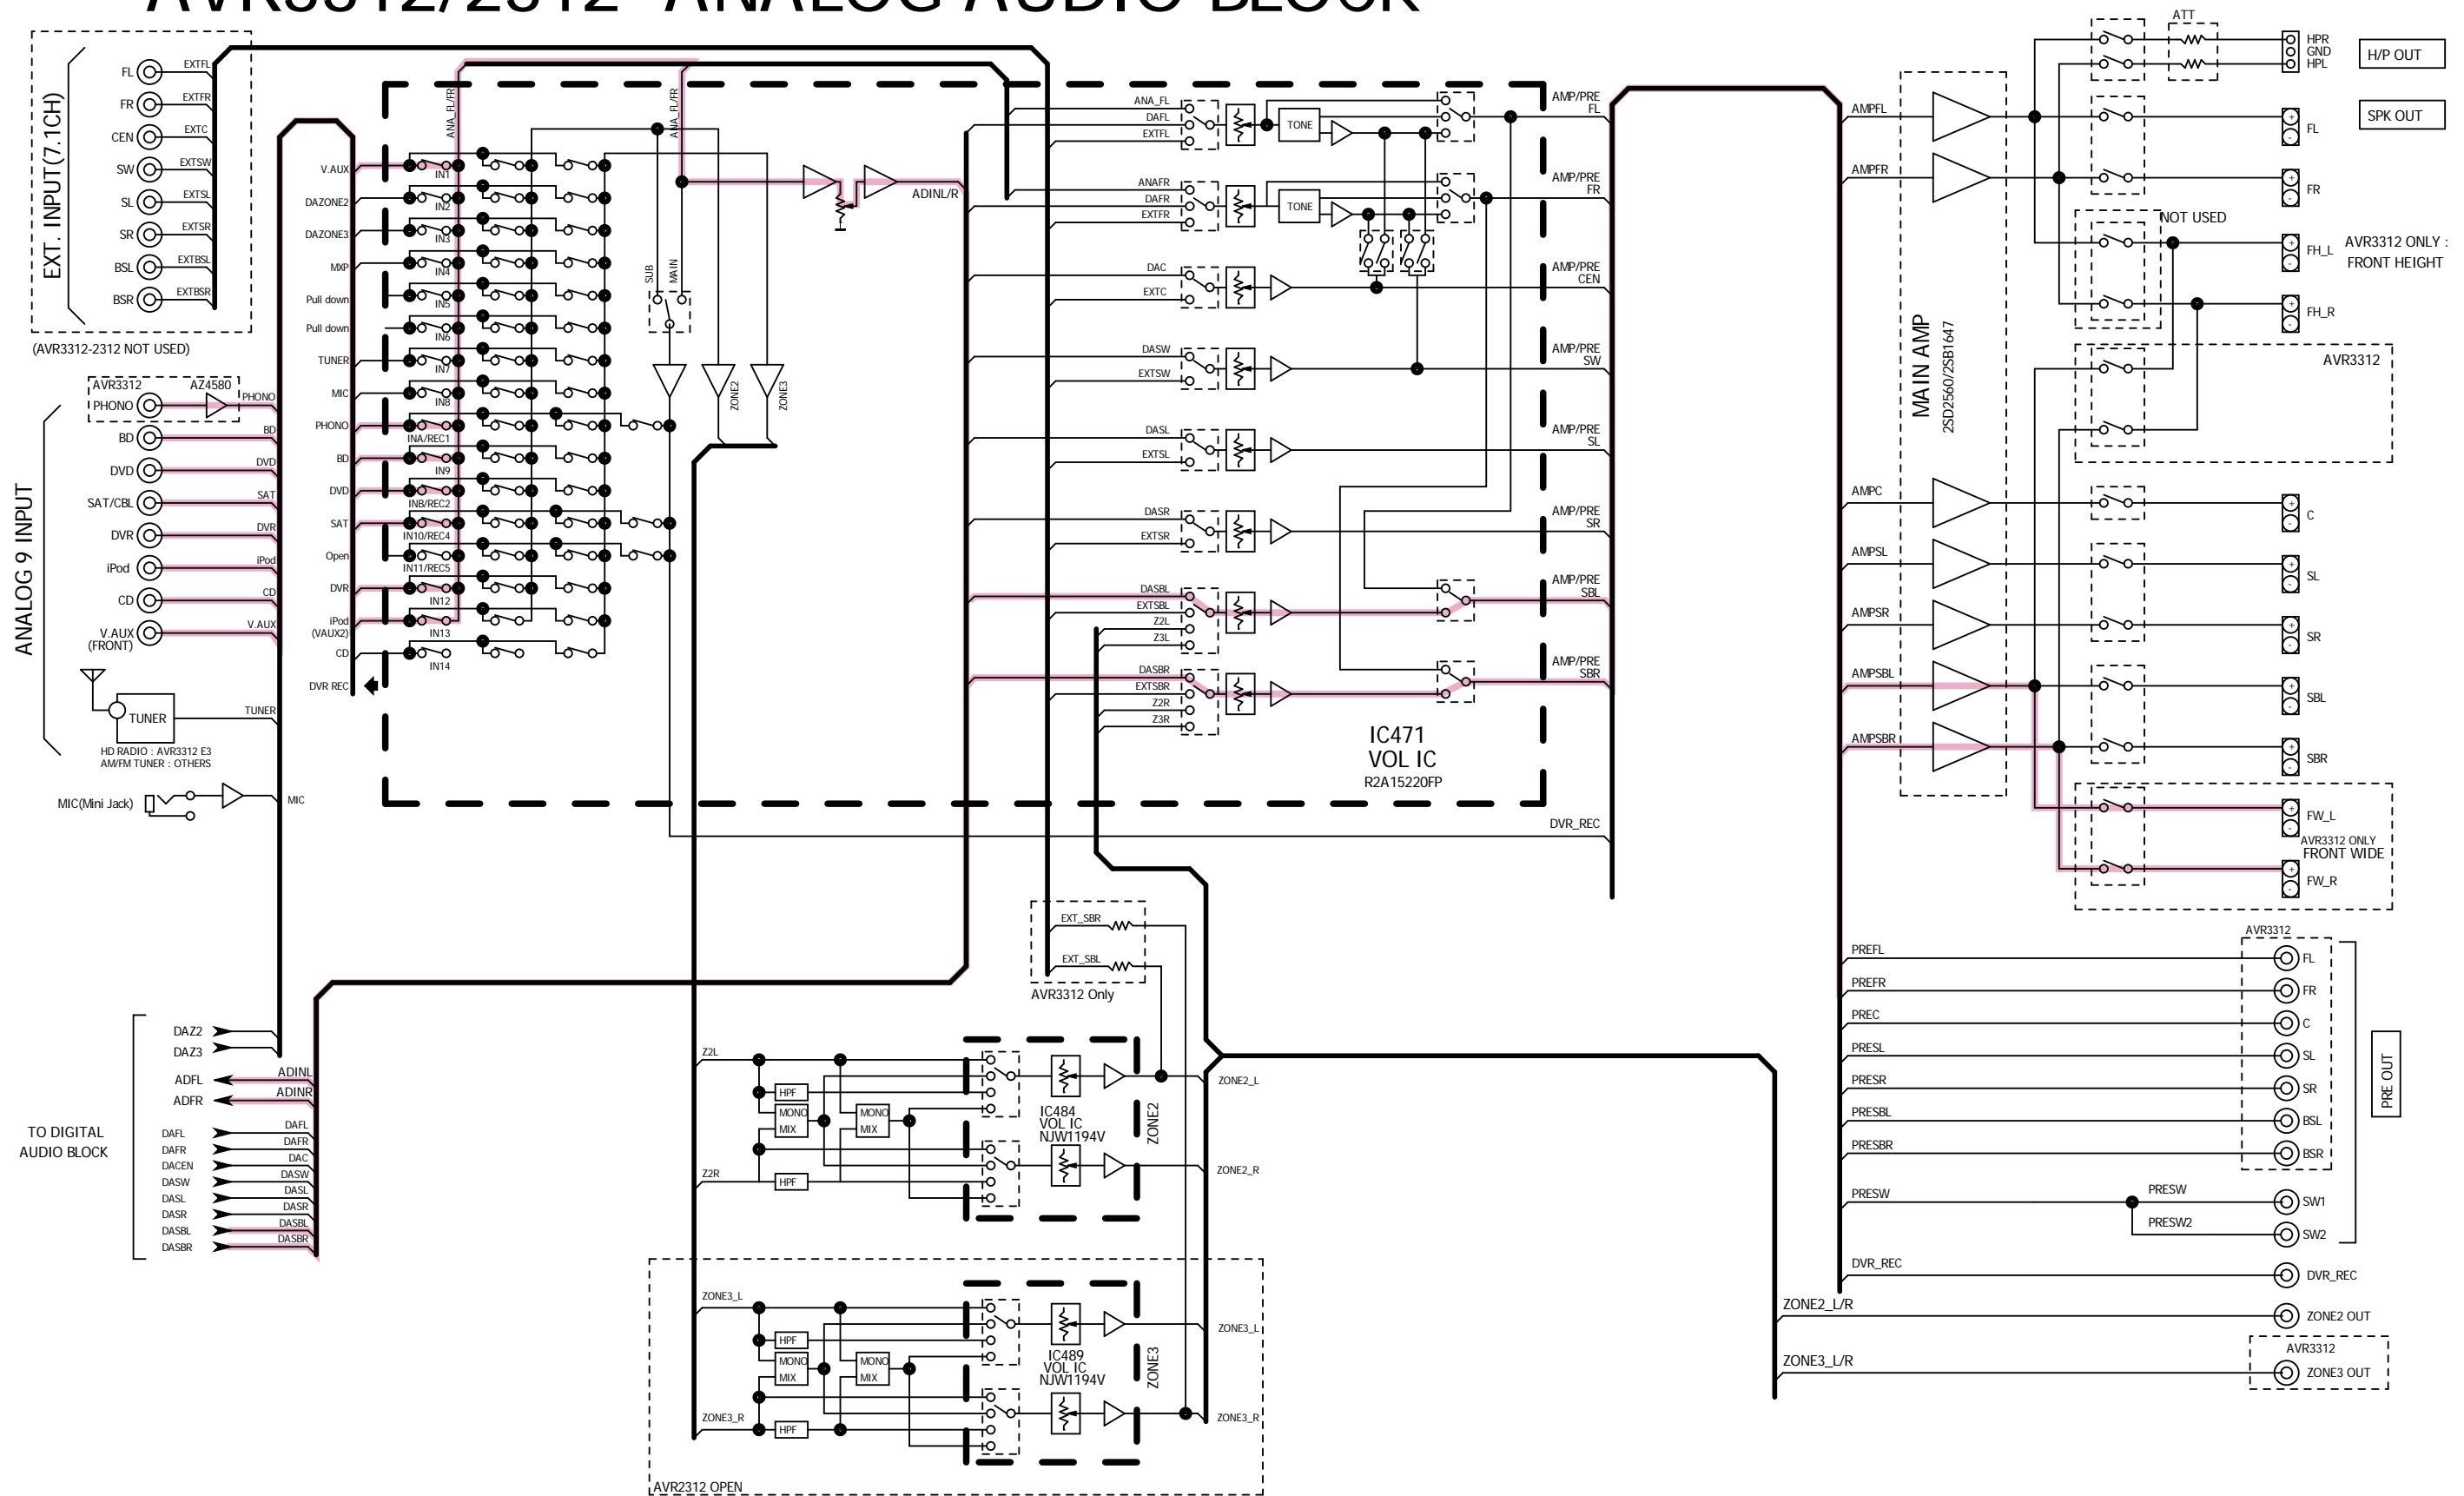 AVR3312/2312 ANALOG AUDIO BLOCK
EXT. INPUT(7.1CH)
FL
EXTFL
FR
EXTFR
CEN
EXTC
SW
EXTSW
SL
EXTSL
SR
EXTSR
BSL
EXTBSL
BSR
EXTBSR
(AVR3312-2312 NOT USED)
ANALOG 9 INPUT
AVR3312
AZ4580
PHONO
PHONO
BD
BD
DVD
DVD
SAT/CBL
SAT
DVR
DVR
iPod
iPod
CD
CD
V.AUX
(FRONT)
V.AUX
TUNER
TUNER
HD RADIO : AVR3312 E3
AM/FM TUNER : OTHERS
MIC(Mini Jack)
MIC
V.AUX
IN1
DAZONE2
IN2
DAZONE3
IN3
MXP
IN4
Pull down
IN5
Pull down
IN6
TUNER
IN7
MIC
IN8
PHONO
INA/REC1
BD
IN9
DVD
INB/REC2
SAT
IN10/REC4
Open
IN11/REC5
DVR
IN12
iPod
(VAUX2)
IN13
CD
IN14
DVR REC
ANA_FL/FR
ANA_FL/FR
SUB
MAIN
ZONE2
ZONE3
ADINL/R
ANA_FL
DAFL
EXTFL
TONE
AMP/PRE
FL
ANAFR
DAFR
EXTFR
TONE
AMP/PRE
FR
DAC
EXTC
AMP/PRE
CEN
DASW
EXTSW
AMP/PRE
SW
DASL
EXTSL
AMP/PRE
SL
DASR
EXTSR
AMP/PRE
SR
DASBL
EXTSBL
Z2L
Z3L
AMP/PRE
SBL
DASBR
EXTSBR
Z2R
Z3R
AMP/PRE
SBR
IC471
VOL IC
R2A15220FP
DVR_REC
EXT_SBR
EXT_SBL
AVR3312 Only
MAIN AMP
2SD2560/2SB1647
AMPFL
AMPFR
AMPC
AMPSL
AMPSR
AMPSBL
AMPSBR
ATT
HPR
GND
HPL
H/P OUT
SPK OUT
FL
FR
NOT USED
FH_L
AVR3312 ONLY :
FRONT HEIGHT
FH_R
AVR3312
C
SL
SR
SBL
SBR
FW_L
AVR3312 ONLY
FRONT WIDE
FW_R
AVR3312
PREFL
FL
PREFR
FR
PREC
C
PRESL
SL
PRESR
SR
PRESBL
BSL
PRESBR
BSR
PRE OUT
PRESW
PRESW
SW1
PRESW2
SW2
DVR_REC
DVR_REC
ZONE2_L/R
ZONE2 OUT
AVR3312
ZONE3_L/R
ZONE3 OUT
TO DIGITAL
AUDIO BLOCK
DAZ2
DAZ3
ADFL
ADINL
ADFR
ADINR
DAFL
DAFL
DAFR
DAFR
DACEN
DAC
DASW
DASW
DASL
DASL
DASR
DASR
DASBL
DASBL
DASBR
DASBR
Z2L
HPF
MONO
MIX
MONO
MIX
Z2R
HPF
IC484
VOL IC
NJW1194V
ZONE2
ZONE2_L
ZONE2_R
ZONE3_L
HPF
MONO
MIX
MONO
MIX
ZONE3_R
HPF
IC489
VOL IC
NJW1194V
ZONE3
ZONE3_L
ZONE3_R
AVR2312 OPEN